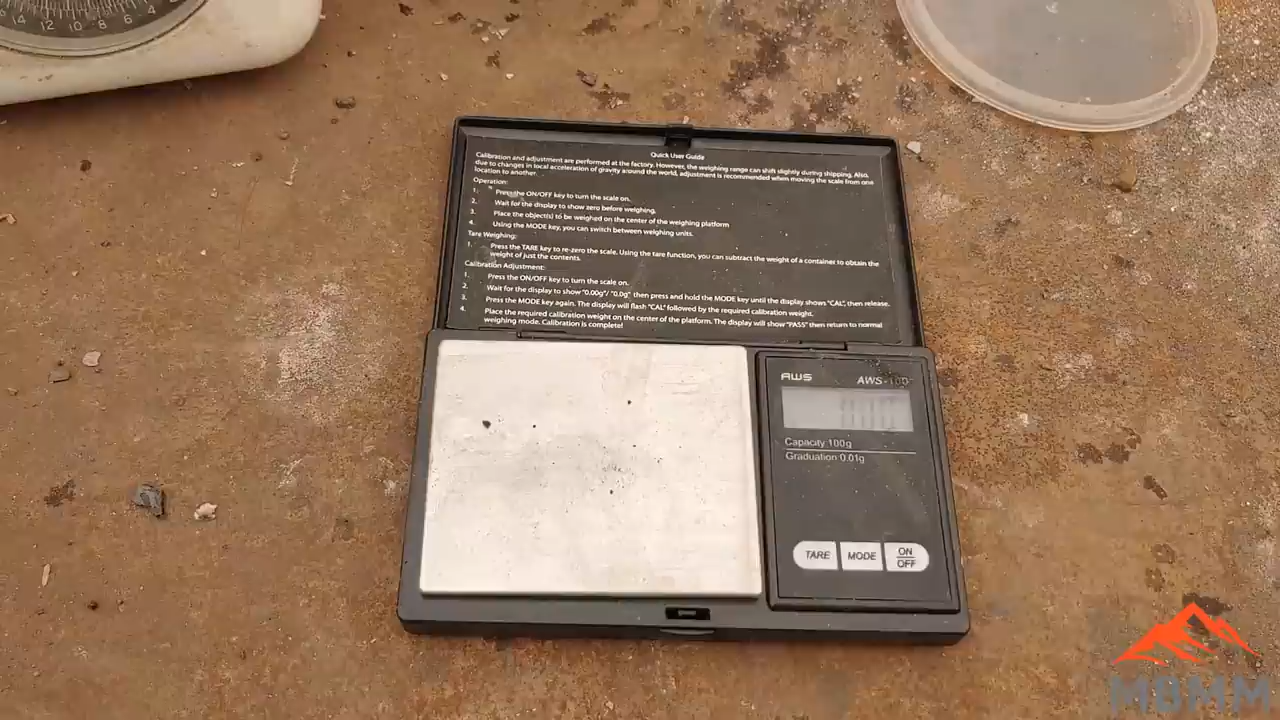 14 12 10 8 6 4
Quick User Guide
Calibration and adjustment are performed at the factory. However, the weighing range can shift slightly during shipping. Also,
due to changes in local acceleration of gravity around the world, adjustment is recommended when moving the scale from one
location to another.
Operation:
1. Press the ON/OFF key to turn the scale on.
2. Wait for the display to show zero before weighing.
3. Place the object(s) to be weighed on the center of the weighing platform
4. Using the MODE key, you can switch between weighing units.
Tare Weighing:
1. Press the TARE key to re-zero the scale. Using the tare function, you can subtract the weight of a container to obtain the
weight of just the contents.
Calibration Adjustment:
1. Press the ON/OFF key to turn the scale on.
2. Wait for the display to show "0.00g"/ "0.0g" then press and hold the MODE key until the display shows "CAL", then release.
3. Press the MODE key again. The display will flash "CAL" followed by the required calibration weight.
4. Place the required calibration weight on the center of the platform. The display will show "PASS" then return to normal
weighing mode. Calibration is complete!
AWS AWS-100
Capacity 100g
Graduation 0.01g
TARE MODE ON
OFF
MBMM